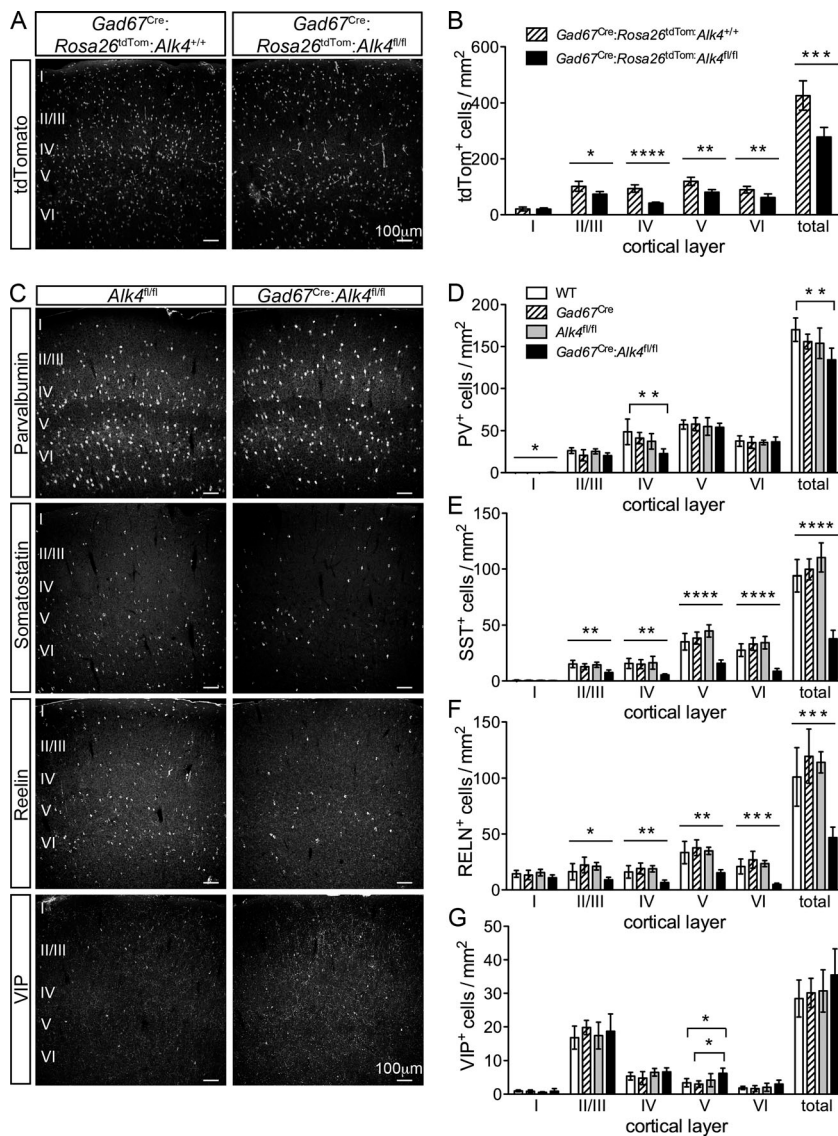 A
Gad67Cre:
Rosa26tdTom:Alk4+/+
Gad67Cre:
Rosa26tdTom:Alk4fl/fl
tdTomato
I
II/III
IV
V
VI
100μm
B
Gad67Cre:Rosa26tdTom:Alk4+/+
Gad67Cre:Rosa26tdTom:Alk4fl/fl
tdTom+ cells / mm2
600
400
200
0
*
****
**
**
***
I II/III IV V VI total
cortical layer
C
Alk4fl/fl
Gad67Cre:Alk4fl/fl
Parvalbumin
I
II/III
IV
V
VI
Somatostatin
I
II/III
IV
V
VI
Reelin
I
II/III
IV
V
VI
VIP
I
II/III
IV
V
VI
100μm
D
WT
Gad67Cre
Alk4fl/fl
Gad67Cre:Alk4fl/fl
PV+ cells / mm2
200
150
100
50
0
*
**
**
I II/III IV V VI total
cortical layer
E
SST+ cells / mm2
150
100
50
0
**
**
****
****
****
I II/III IV V VI total
cortical layer
F
RELN+ cells / mm2
150
100
50
0
*
**
**
***
***
I II/III IV V VI total
cortical layer
G
VIP+ cells / mm2
50
40
30
20
10
0
*
*
I II/III IV V VI total
cortical layer